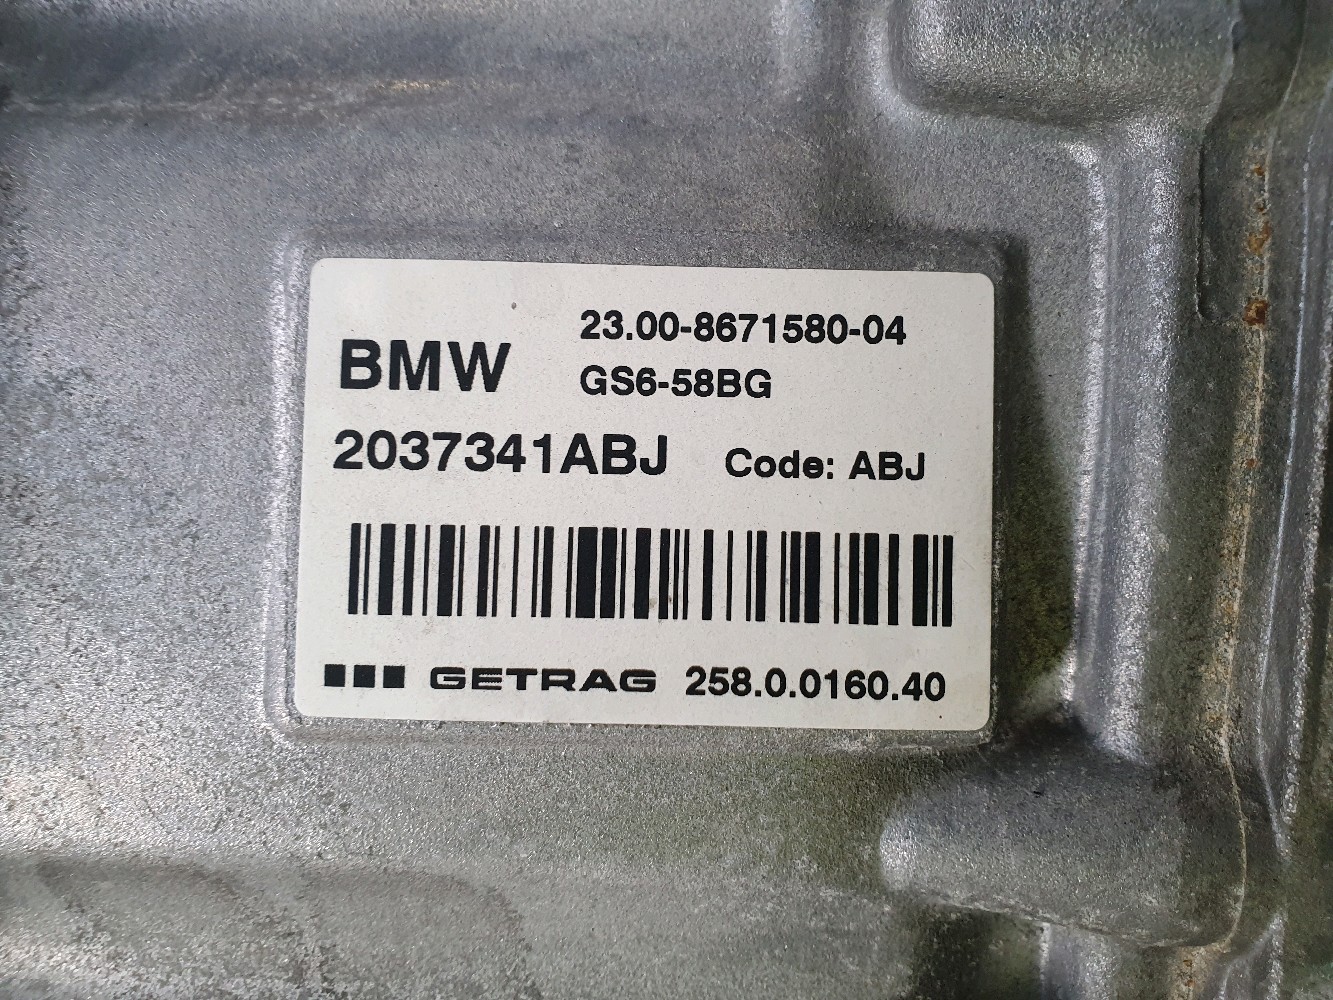 BMW
23.00-8671580-04
GS6-58BG
2037341ABJ Code: ABJ
GETRAG 258.0.0160.40